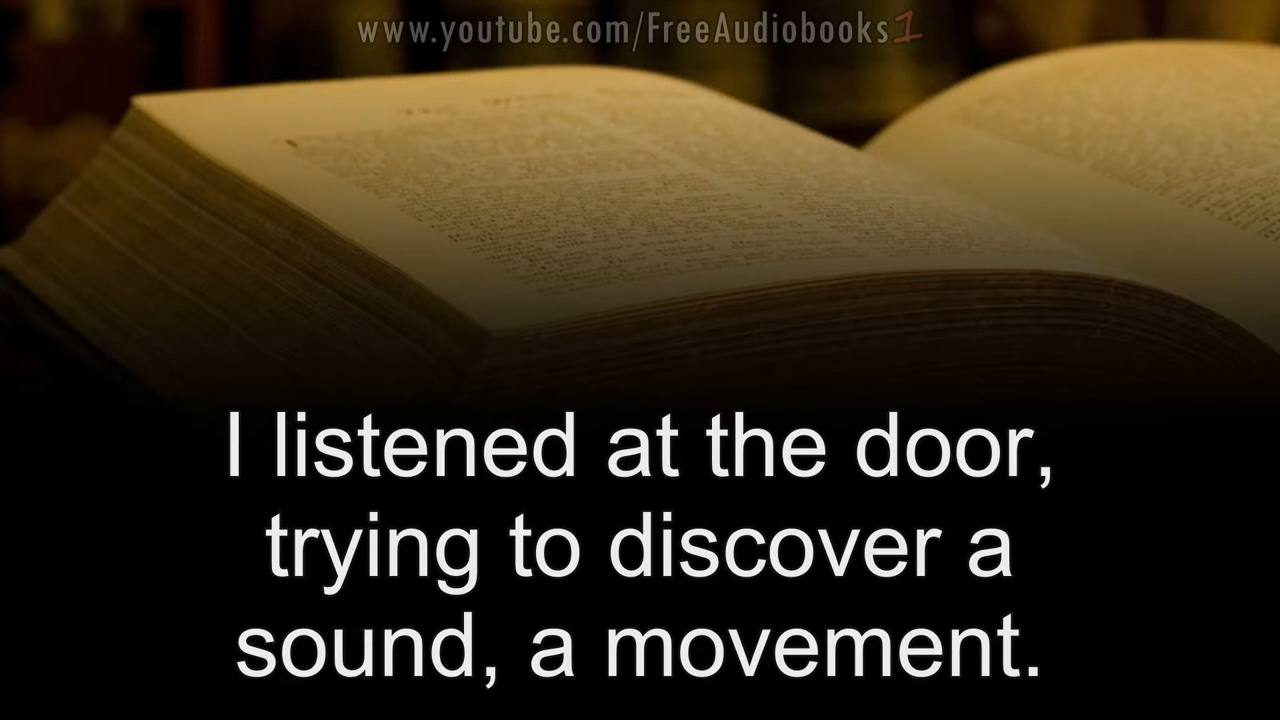 www.youtube.com/FreeAudiobooks1
I listened at the door,
trying to discover a
sound, a movement.